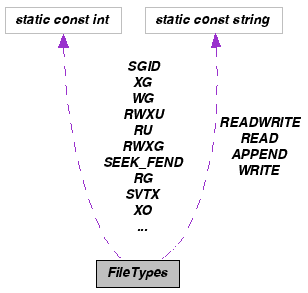 static const int
static const string
SGID
XG
WG
RWXU
RU
RWXG
SEEK_FEND
RG
SVTX
XO
...
READWRITE
READ
APPEND
WRITE
FileTypes